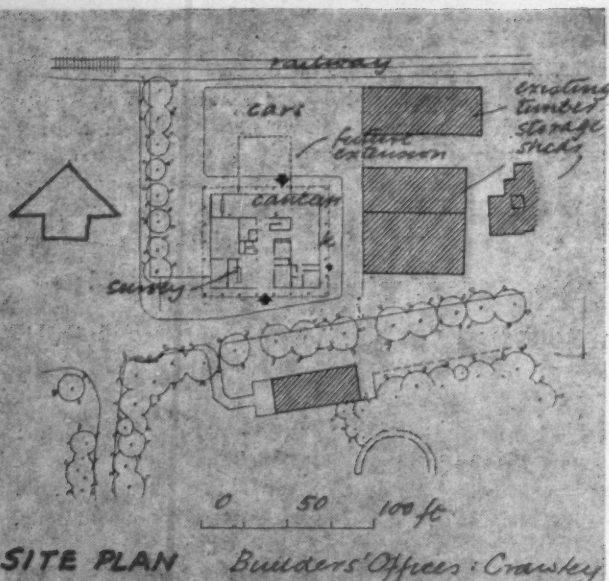 railway
cars
existing
timber
storage
sheds
future
extension
canteen
k
survey
0 50 100 ft
SITE PLAN Builders' Offices : Crawley